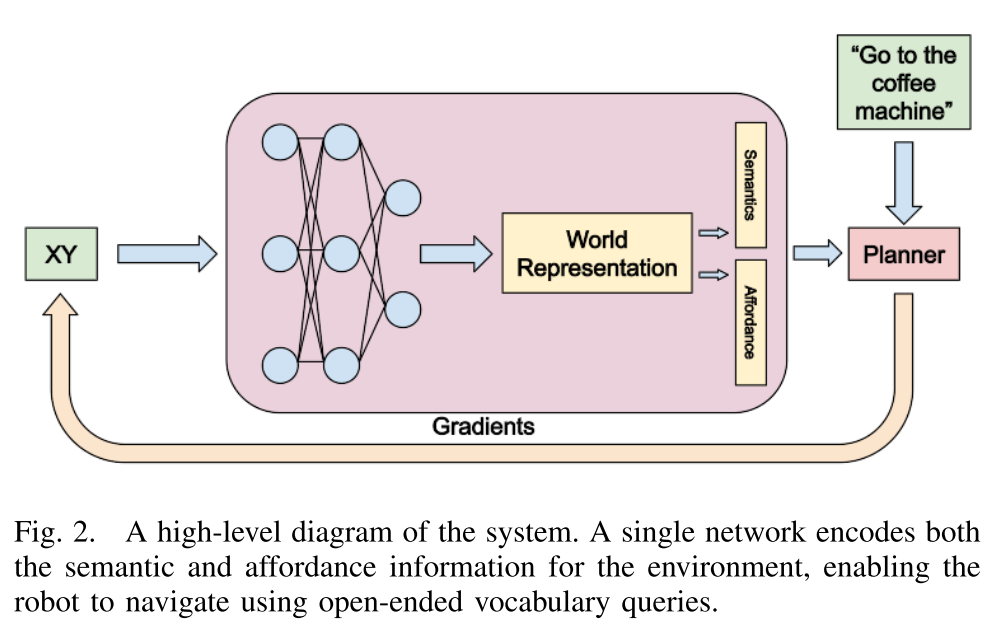 “Go to the
coffee
machine”
XY
World
Representation
Semantics
Affordance
Planner
Gradients
Fig. 2. A high-level diagram of the system. A single network encodes both
the semantic and affordance information for the environment, enabling the
robot to navigate using open-ended vocabulary queries.